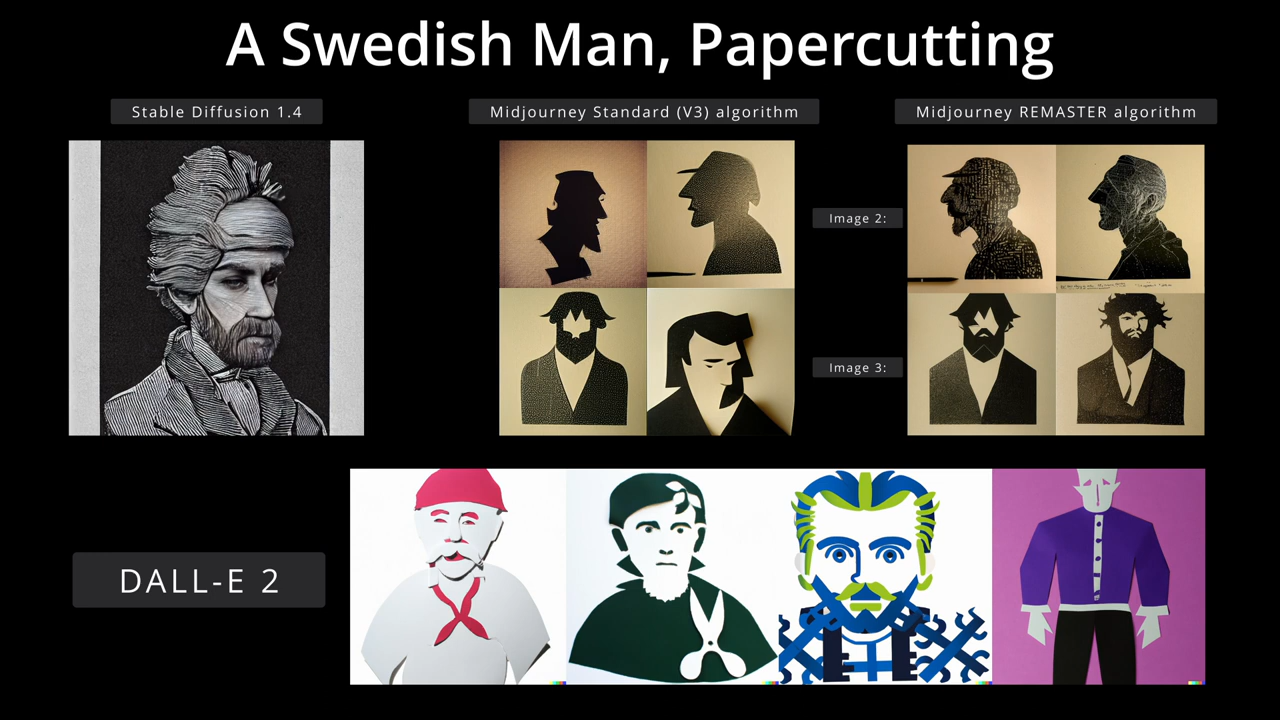 A Swedish Man, Papercutting
Stable Diffusion 1.4
Midjourney Standard (V3) algorithm
Midjourney REMASTER algorithm
Image 2:
Image 3:
DALL-E 2